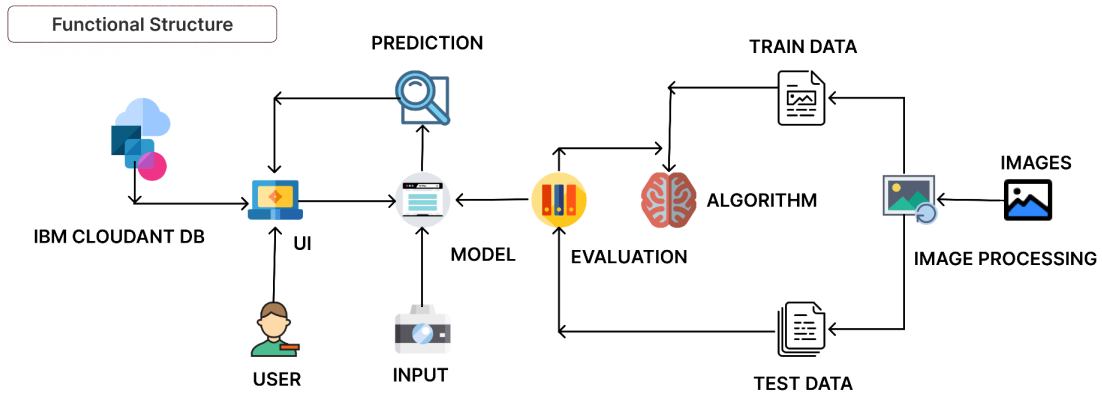 Functional Structure
PREDICTION
TRAIN DATA
IMAGES
ALGORITHM
IBM CLOUDANT DB
UI
MODEL
EVALUATION
IMAGE PROCESSING
USER
INPUT
TEST DATA